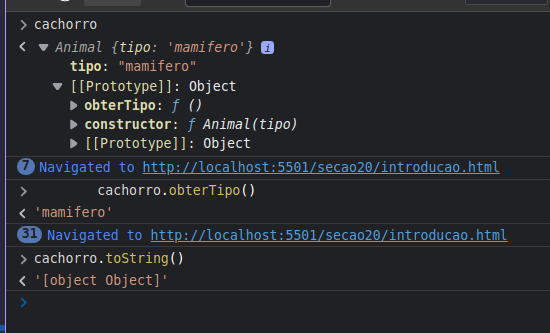 > cachorro
< ▼ Animal {tipo: 'mamifero'} i
tipo: "mamifero"
▼ [[Prototype]]: Object
▶ obterTipo: ƒ ()
▶ constructor: ƒ Animal(tipo)
▶ [[Prototype]]: Object
7 Navigated to http://localhost:5501/secao20/introducao.html
> cachorro.obterTipo()
< 'mamifero'
31 Navigated to http://localhost:5501/secao20/introducao.html
> cachorro.toString()
< '[object Object]'
>